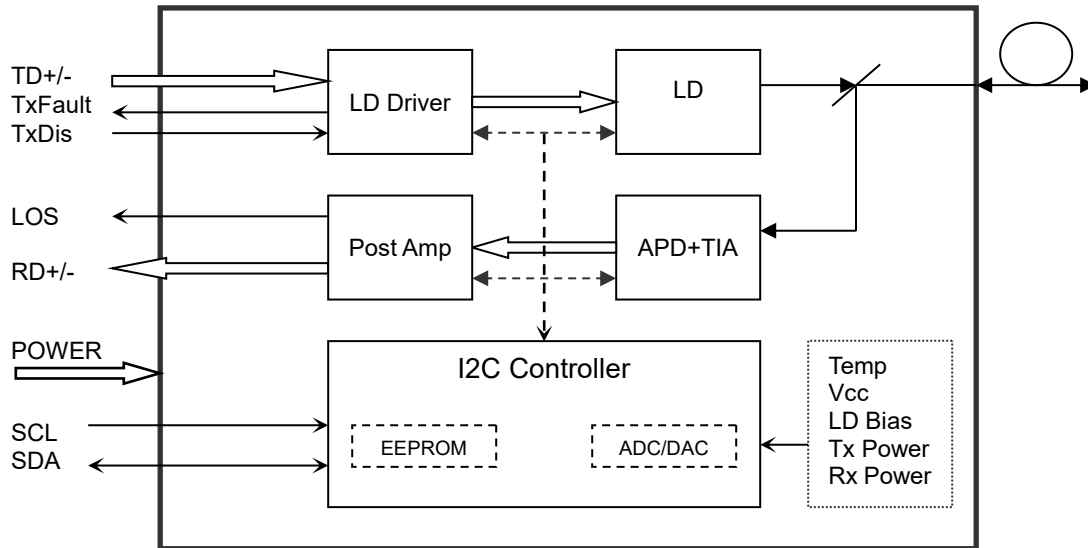 TD+/-
TxFault
TxDis
LD Driver
LD
LOS
RD+/-
Post Amp
APD+TIA
POWER
SCL
SDA
I2C Controller
EEPROM
ADC/DAC
Temp
Vcc
LD Bias
Tx Power
Rx Power